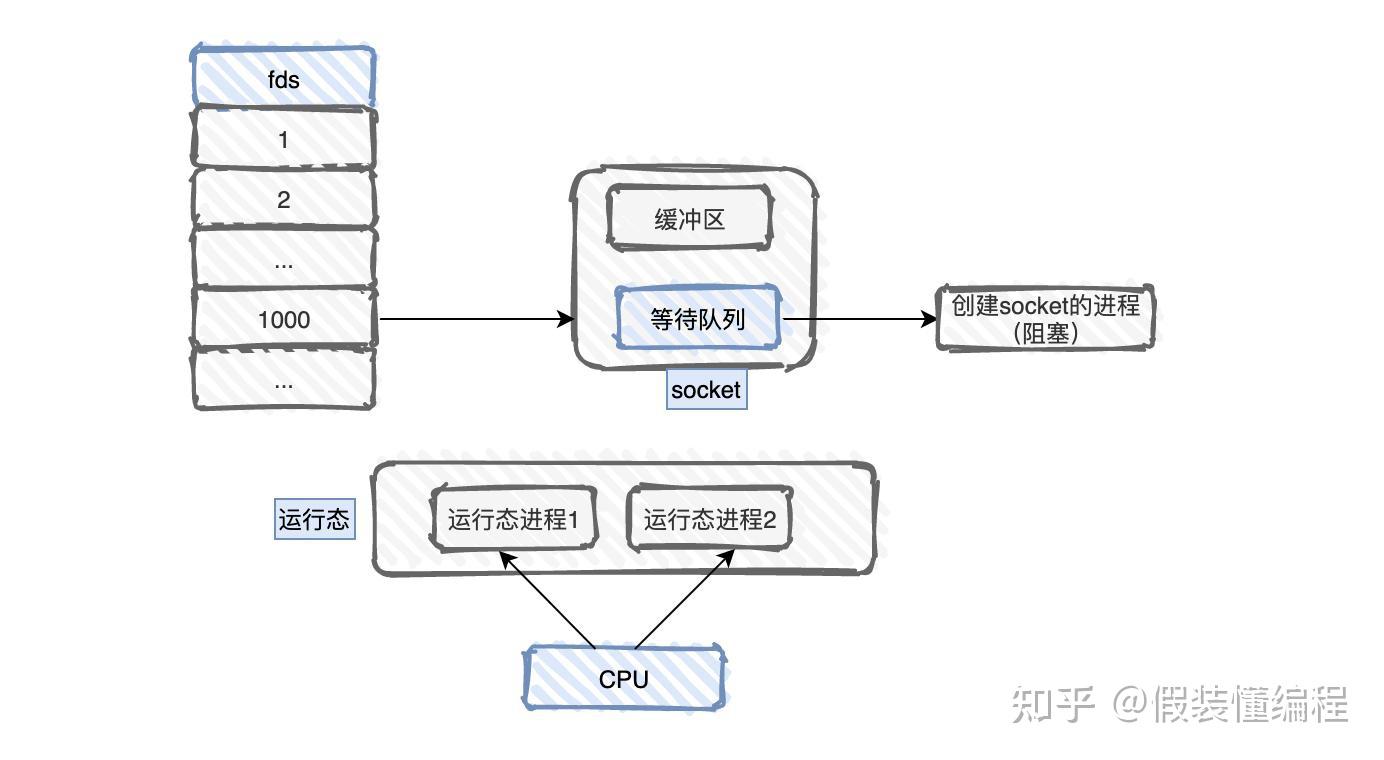 fds
1
2
...
1000
...
缓冲区
等待队列
socket
创建socket的进程
（阻塞）
运行态
运行态进程1
运行态进程2
CPU
知乎 @假装懂编程